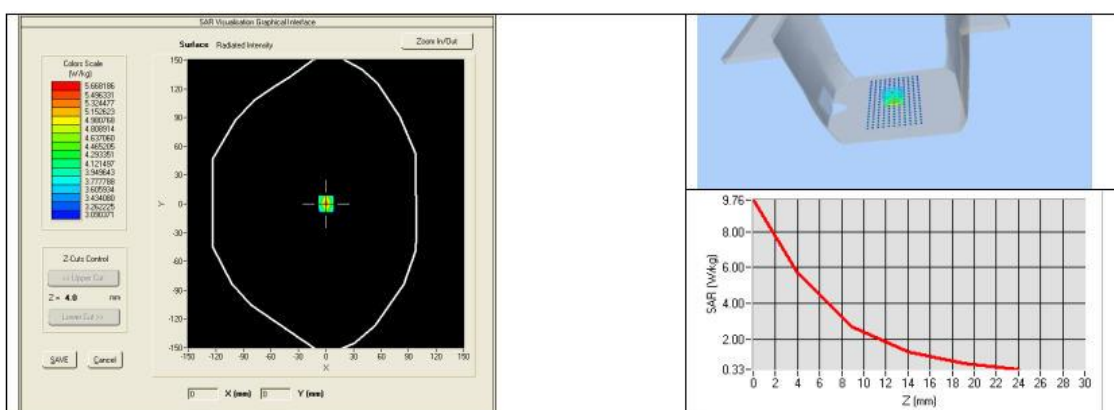 SAR Visualisation Graphical Interface
Surface Radiated Intensity
Zoom In/Out
Colors Scale
(W/kg)
5.668186
5.496331
5.324477
5.152623
4.980768
4.808914
4.637060
4.465205
4.293351
4.121497
3.949643
3.777788
3.605934
3.434080
3.262225
3.090371
150
120
90
60
30
0
-30
-60
-90
-120
-150
Y
-150 -120 -90 -60 -30 0 30 60 90 120 150
X
Z-Cuts Control
<< Upper Cut
Z = 4.0 mm
Lower Cut >>
SAVE Cancel
0 X (mm) 0 Y (mm)
9.76
8.00
6.00
4.00
2.00
0.33
SAR (W/kg)
0 2 4 6 8 10 12 14 16 18 20 22 24 26 28 30
Z (mm)